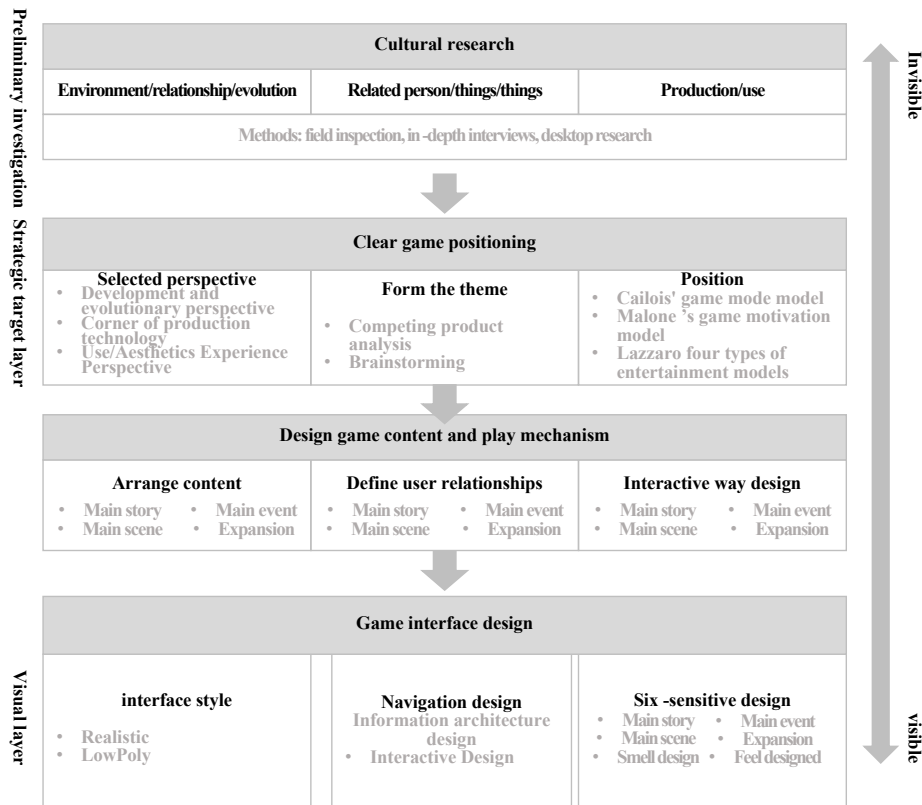 Preliminary investigation
Strategic target layer
Visual layer
Cultural research
Environment/relationship/evolution
Related person/things/things
Production/use
Methods: field inspection, in -depth interviews, desktop research
Clear game positioning
Selected perspective
• Development and
evolutionary perspective
• Corner of production
technology
• Use/Aesthetics Experience
Perspective
Form the theme
• Competing product
analysis
• Brainstorming
Position
• Cailois' game mode model
• Malone 's game motivation
model
• Lazzaro four types of
entertainment models
Design game content and play mechanism
Arrange content
• Main story • Main event
• Main scene • Expansion
Define user relationships
• Main story • Main event
• Main scene • Expansion
Interactive way design
• Main story • Main event
• Main scene • Expansion
Game interface design
interface style
• Realistic
• LowPoly
Navigation design
Information architecture
design
• Interactive Design
Six -sensitive design
• Main story • Main event
• Main scene • Expansion
• Smell design • Feel designed
Invisible
visible